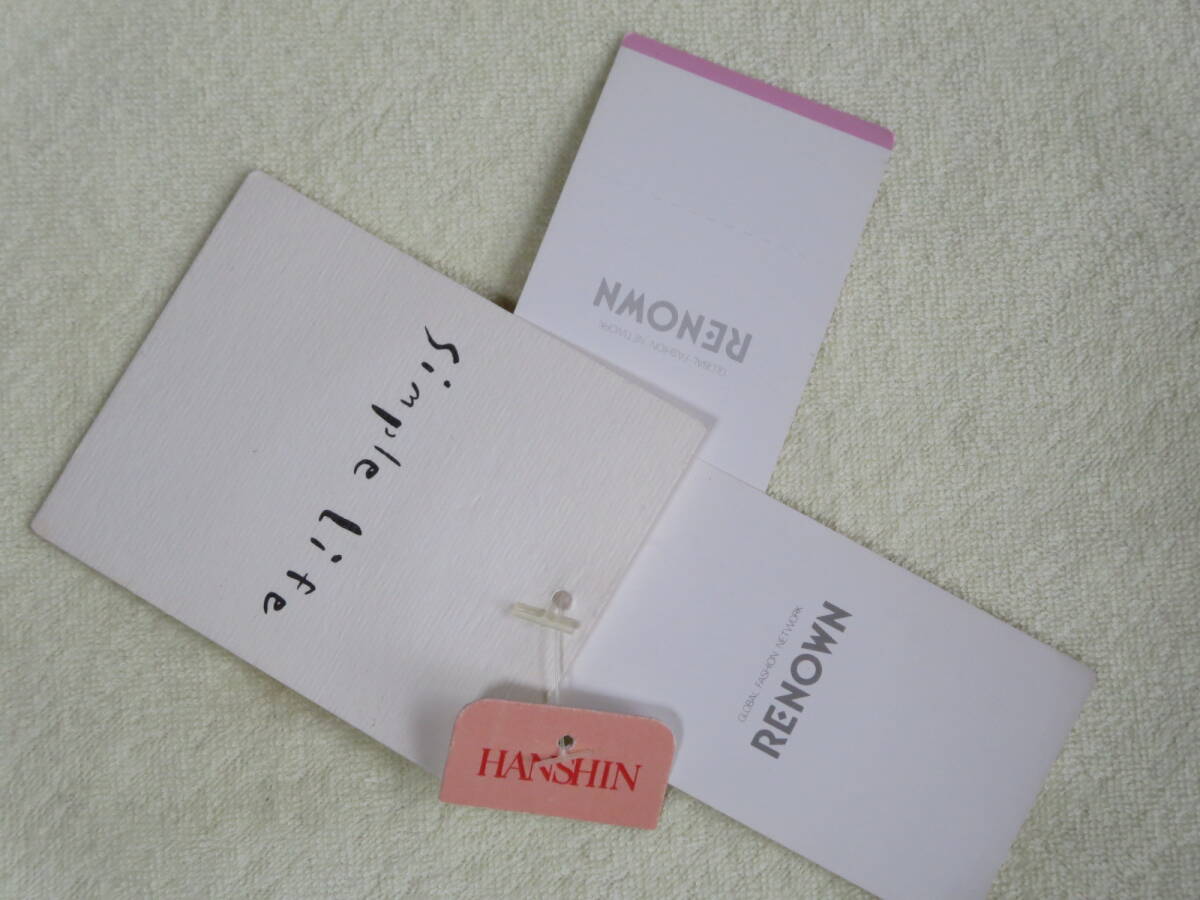 GLOBAL FASHION NETWORK
RENOWN
Simple life
GLOBAL FASHION NETWORK
RENOWN
HANSHIN